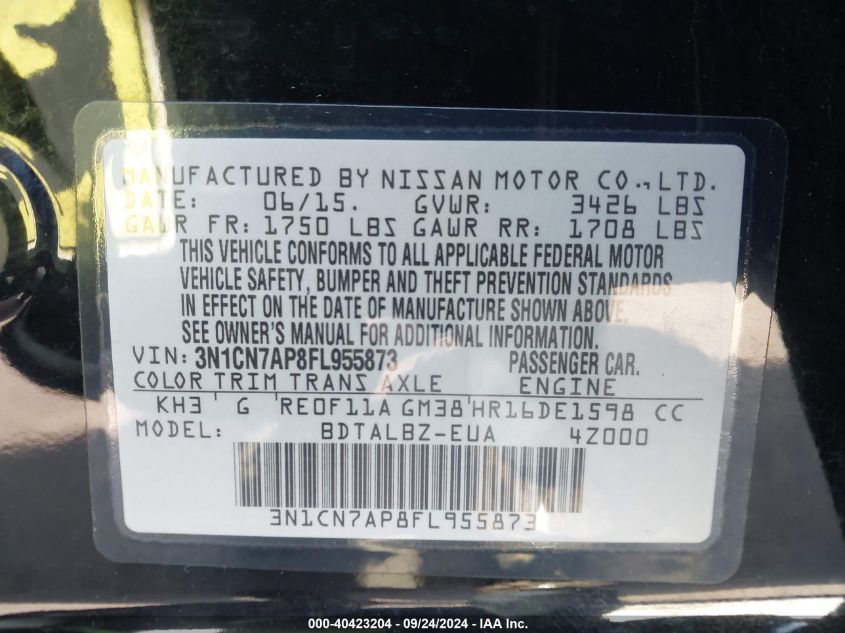 MANUFACTURED BY NISSAN MOTOR CO., LTD.
DATE: 06/15. GVWR: 3426 LBS
GAWR FR: 1750 LBS GAWR RR: 1708 LBS
THIS VEHICLE CONFORMS TO ALL APPLICABLE FEDERAL MOTOR
VEHICLE SAFETY, BUMPER AND THEFT PREVENTION STANDARDS
IN EFFECT ON THE DATE OF MANUFACTURE SHOWN ABOVE.
SEE OWNER'S MANUAL FOR ADDITIONAL INFORMATION.
VIN: 3N1CN7AP8FL955873 PASSENGER CAR.
COLOR TRIM TRANS AXLE ENGINE
KH3 G RE0F11A GM38 HR16DE1598 CC
MODEL: BDTALBZ-EUA 4Z000
3N1CN7AP8FL955873
000-40423204 - 09/24/2024 - IAA Inc.